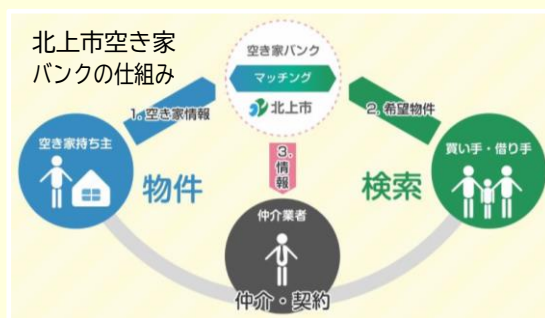 北上市空き家
バンクの仕組み
空き家バンク
マッチング
北上市
1.空き家情報
2.希望物件
空き家持ち主
物件
3.情報
検索
買い手・借り手
仲介業者
仲介・契約